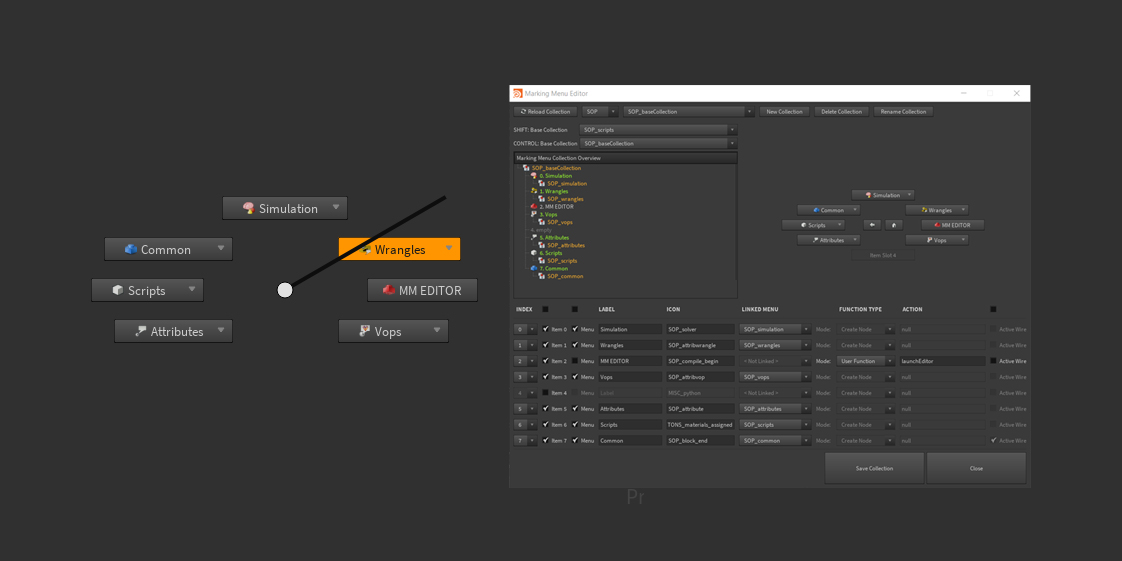 Simulation
Common
Wrangles
Scripts
MM EDITOR
Attributes
Vops
Marking Menu Editor
Reload Collection SOP SOP_baseCollection New Collection Delete Collection Rename Collection
SHIFT: Base Collection SOP_scripts
CONTROL: Base Collection SOP_baseCollection
Marking Menu Collection Overview
SOP_baseCollection
0. Simulation
SOP_simulation
1. Wrangles
SOP_wrangles
2. MM EDITOR
3. Vops
SOP_vops
4. empty
5. Attributes
SOP_attributes
6. Scripts
SOP_scripts
7. Common
SOP_common
Simulation
Common Wrangles
Scripts MM EDITOR
Attributes Vops
Item Slot 4
INDEX LABEL ICON LINKED MENU FUNCTION TYPE ACTION
0 Item 0 Menu Simulation SOP_solver SOP_simulation Mode: Create Node null Active Wire
1 Item 1 Menu Wrangles SOP_attribwrangle SOP_wrangles Mode: Create Node null Active Wire
2 Item 2 Menu MM EDITOR SOP_compile_begin < Not Linked > Mode: User Function launchEditor Active Wire
3 Item 3 Menu Vops SOP_attribvop SOP_vops Mode: Create Node null Active Wire
4 Item 4 Menu Label MISC_python < Not Linked > Mode: Create Node null Active Wire
5 Item 5 Menu Attributes SOP_attribute SOP_attributes Mode: Create Node null Active Wire
6 Item 6 Menu Scripts TONS_materials_assigned SOP_scripts Mode: Create Node null Active Wire
7 Item 7 Menu Common SOP_block_end SOP_common Mode: Create Node null Active Wire
Save Collection Close
Pr